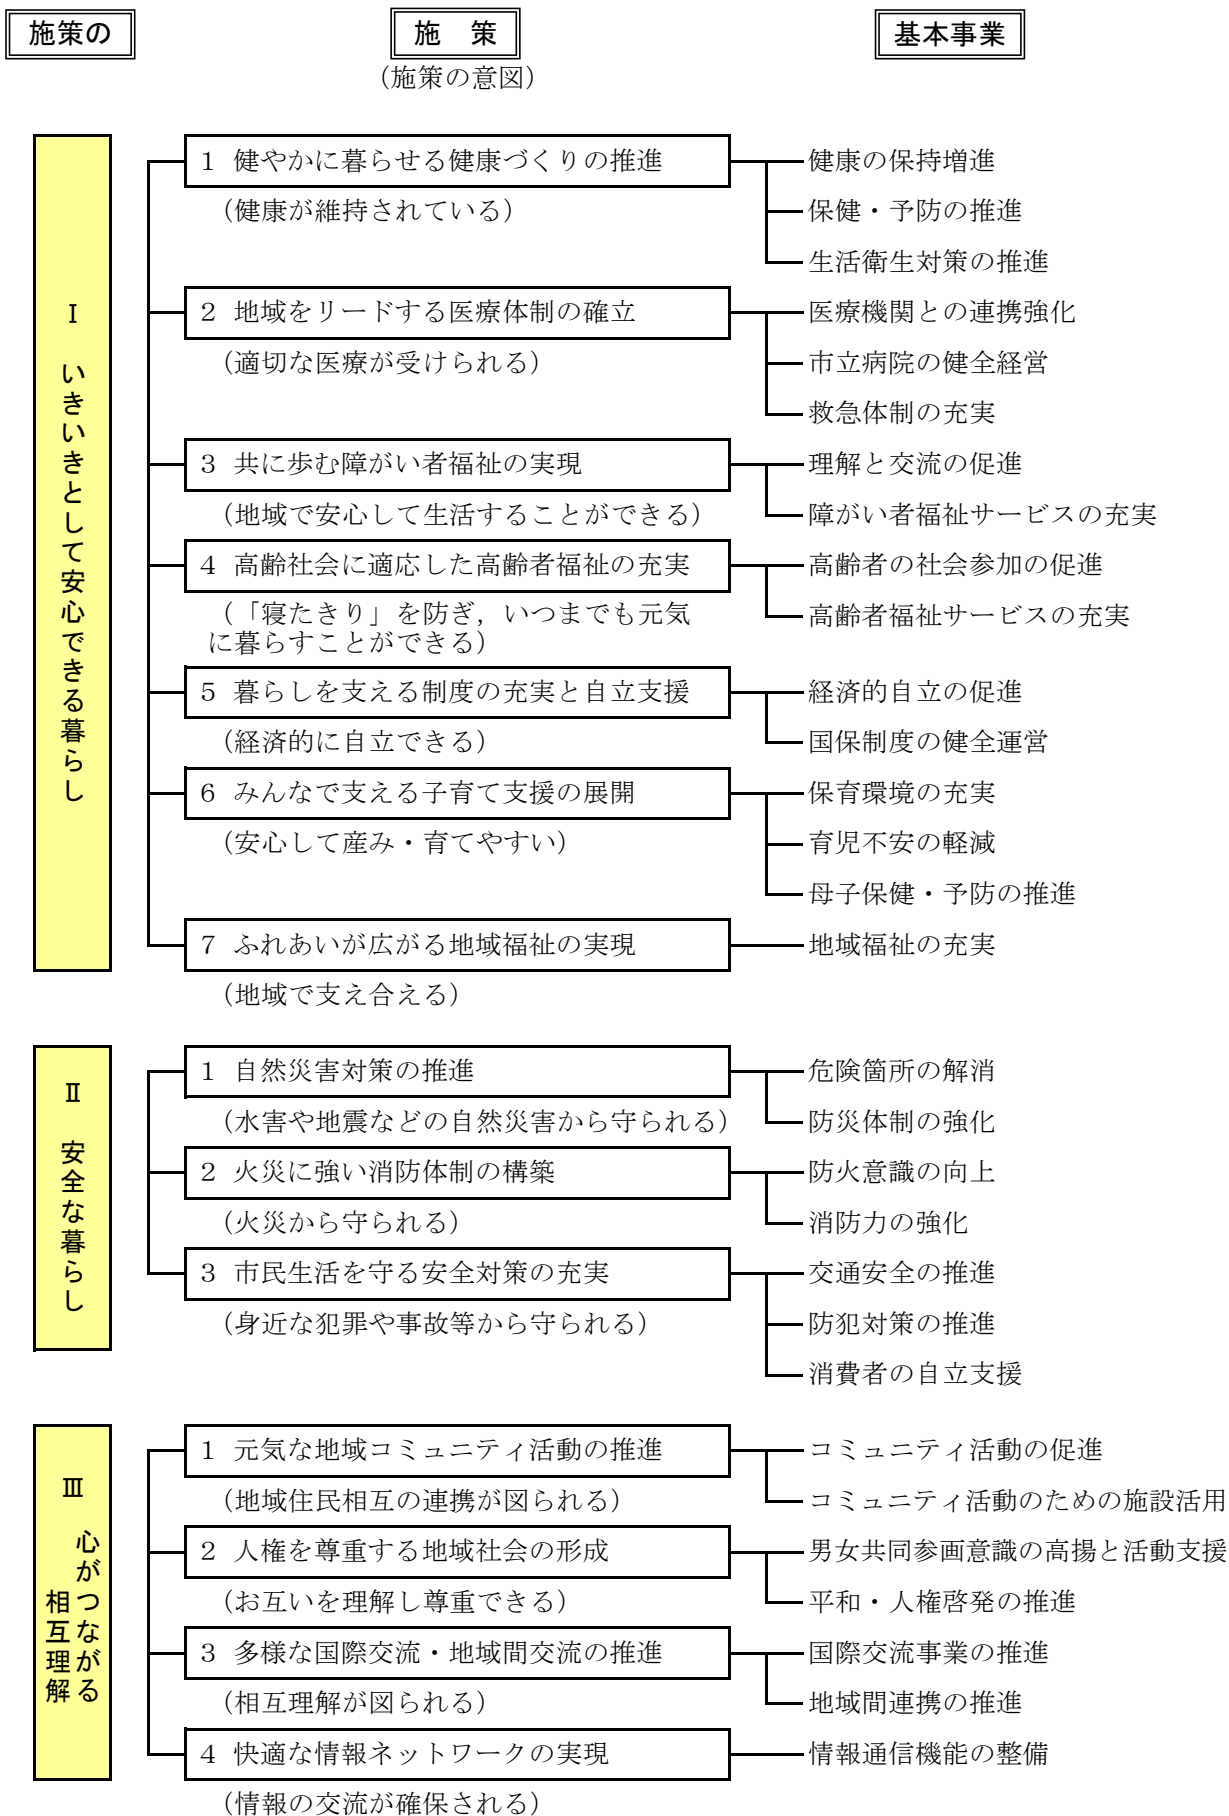 施策の　施　策　基本事業
（施策の意図）
Ⅰ　いきいきとして安心できる暮らし
１ 健やかに暮らせる健康づくりの推進　健康の保持増進
（健康が維持されている）　保健・予防の推進
生活衛生対策の推進
２ 地域をリードする医療体制の確立　医療機関との連携強化
（適切な医療が受けられる）　市立病院の健全経営
救急体制の充実
３ 共に歩む障がい者福祉の実現　理解と交流の促進
（地域で安心して生活することができる）　障がい者福祉サービスの充実
４ 高齢社会に適応した高齢者福祉の充実　高齢者の社会参加の促進
（「寝たきり」を防ぎ，いつまでも元気　高齢者福祉サービスの充実
に暮らすことができる）
５ 暮らしを支える制度の充実と自立支援　経済的自立の促進
（経済的に自立できる）　国保制度の健全運営
６ みんなで支える子育て支援の展開　保育環境の充実
（安心して産み・育てやすい）　育児不安の軽減
母子保健・予防の推進
７ ふれあいが広がる地域福祉の実現　地域福祉の充実
（地域で支え合える）
Ⅱ　安全な暮らし
１ 自然災害対策の推進　危険箇所の解消
（水害や地震などの自然災害から守られる）　防災体制の強化
２ 火災に強い消防体制の構築　防火意識の向上
（火災から守られる）　消防力の強化
３ 市民生活を守る安全対策の充実　交通安全の推進
（身近な犯罪や事故等から守られる）　防犯対策の推進
消費者の自立支援
Ⅲ　心がつながる
相互理解
１ 元気な地域コミュニティ活動の推進　コミュニティ活動の促進
（地域住民相互の連携が図られる）　コミュニティ活動のための施設活用
２ 人権を尊重する地域社会の形成　男女共同参画意識の高揚と活動支援
（お互いを理解し尊重できる）　平和・人権啓発の推進
３ 多様な国際交流・地域間交流の推進　国際交流事業の推進
（相互理解が図られる）　地域間連携の推進
４ 快適な情報ネットワークの実現　情報通信機能の整備
（情報の交流が確保される）